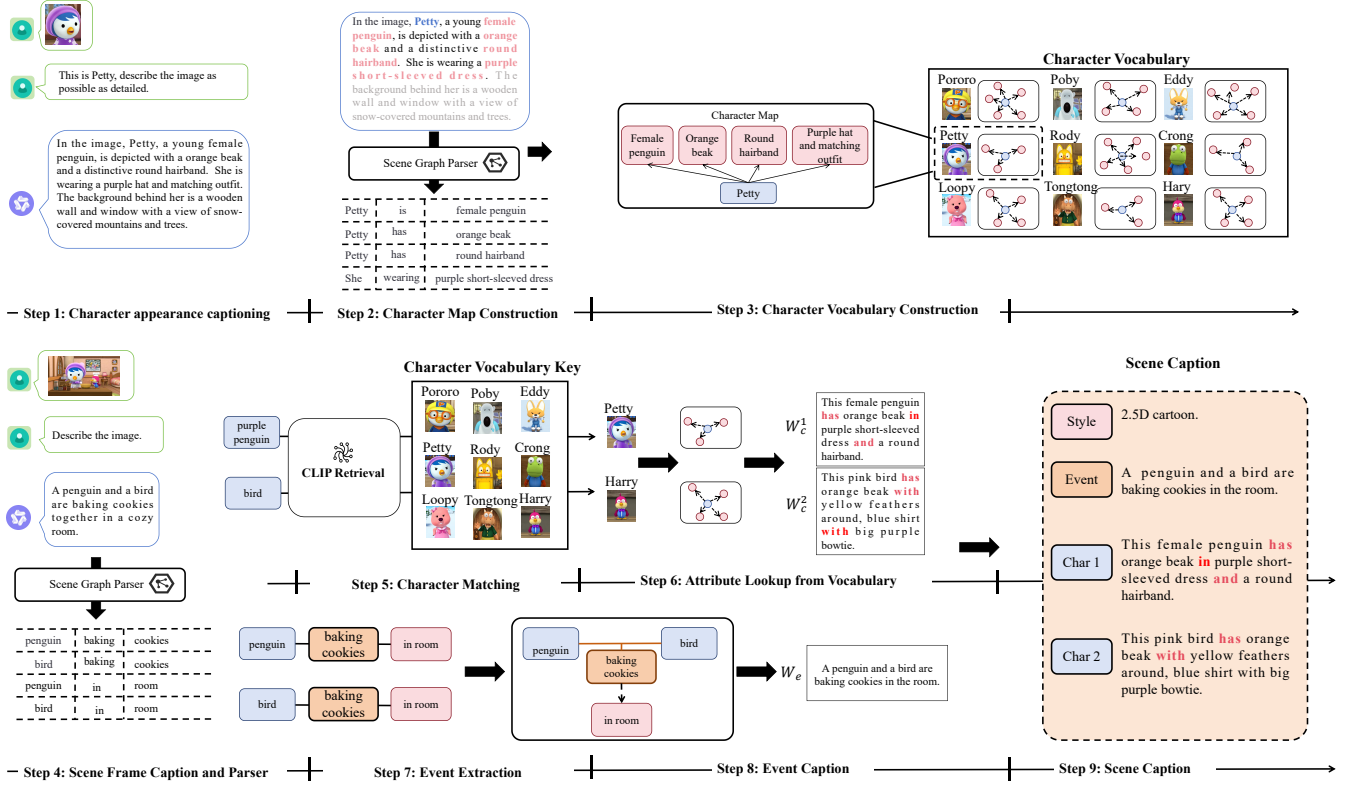 This is Petty, describe the image as
possible as detailed.
In the image, Petty, a young female
penguin, is depicted with a orange beak
and a distinctive round hairband. She is
wearing a purple hat and matching outfit.
The background behind her is a wooden
wall and window with a view of snow-
covered mountains and trees.
Step 1: Character appearance captioning
In the image, Petty, a young female
penguin, is depicted with a orange
beak and a distinctive round
hairband. She is wearing a purple
short-sleeved dress. The
background behind her is a wooden
wall and window with a view of
snow-covered mountains and trees.
Scene Graph Parser
Petty is female penguin
Petty has orange beak
Petty has round hairband
She wearing purple short-sleeved dress
Step 2: Character Map Construction
Character Map
Female
penguin
Orange
beak
Round
hairband
Purple hat
and matching
outfit
Petty
Character Vocabulary
Pororo Poby Eddy
Petty Rody Crong
Loopy Tongtong Hary
Step 3: Character Vocabulary Construction
Describe the image.
A penguin and a bird
are baking cookies
together in a cozy
room.
Scene Graph Parser
penguin baking cookies
bird baking cookies
penguin in room
bird in room
Step 4: Scene Frame Caption and Parser
purple
penguin
bird
CLIP Retrieval
Character Vocabulary Key
Pororo Poby Eddy
Petty Rody Crong
Loopy Tongtong Harry
Step 5: Character Matching
Petty
Harry
W_c^1
This female penguin
has orange beak in
purple short-sleeved
dress and a round
hairband.
W_c^2
This pink bird has
orange beak with
yellow feathers
around, blue shirt
with big purple
bowtie.
Step 6: Attribute Lookup from Vocabulary
penguin
baking
cookies
in room
bird
baking
cookies
in room
Step 7: Event Extraction
penguin
bird
baking
cookies
in room
W_e
A penguin and a bird are
baking cookies in the room.
Step 8: Event Caption
Scene Caption
Style
2.5D cartoon.
Event
A penguin and a bird are
baking cookies in the room.
Char 1
This female penguin has
orange beak in purple short-
sleeved dress and a round
hairband.
Char 2
This pink bird has orange
beak with yellow feathers
around, blue shirt with big
purple bowtie.
Step 9: Scene Caption